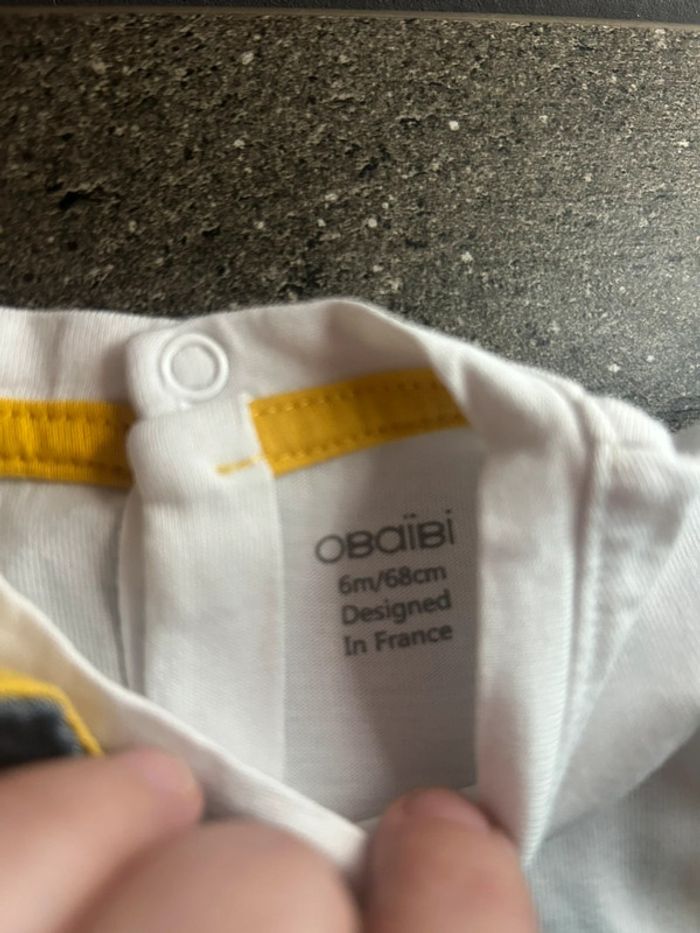 OBAÏBI
6m/68cm
Designed
In France